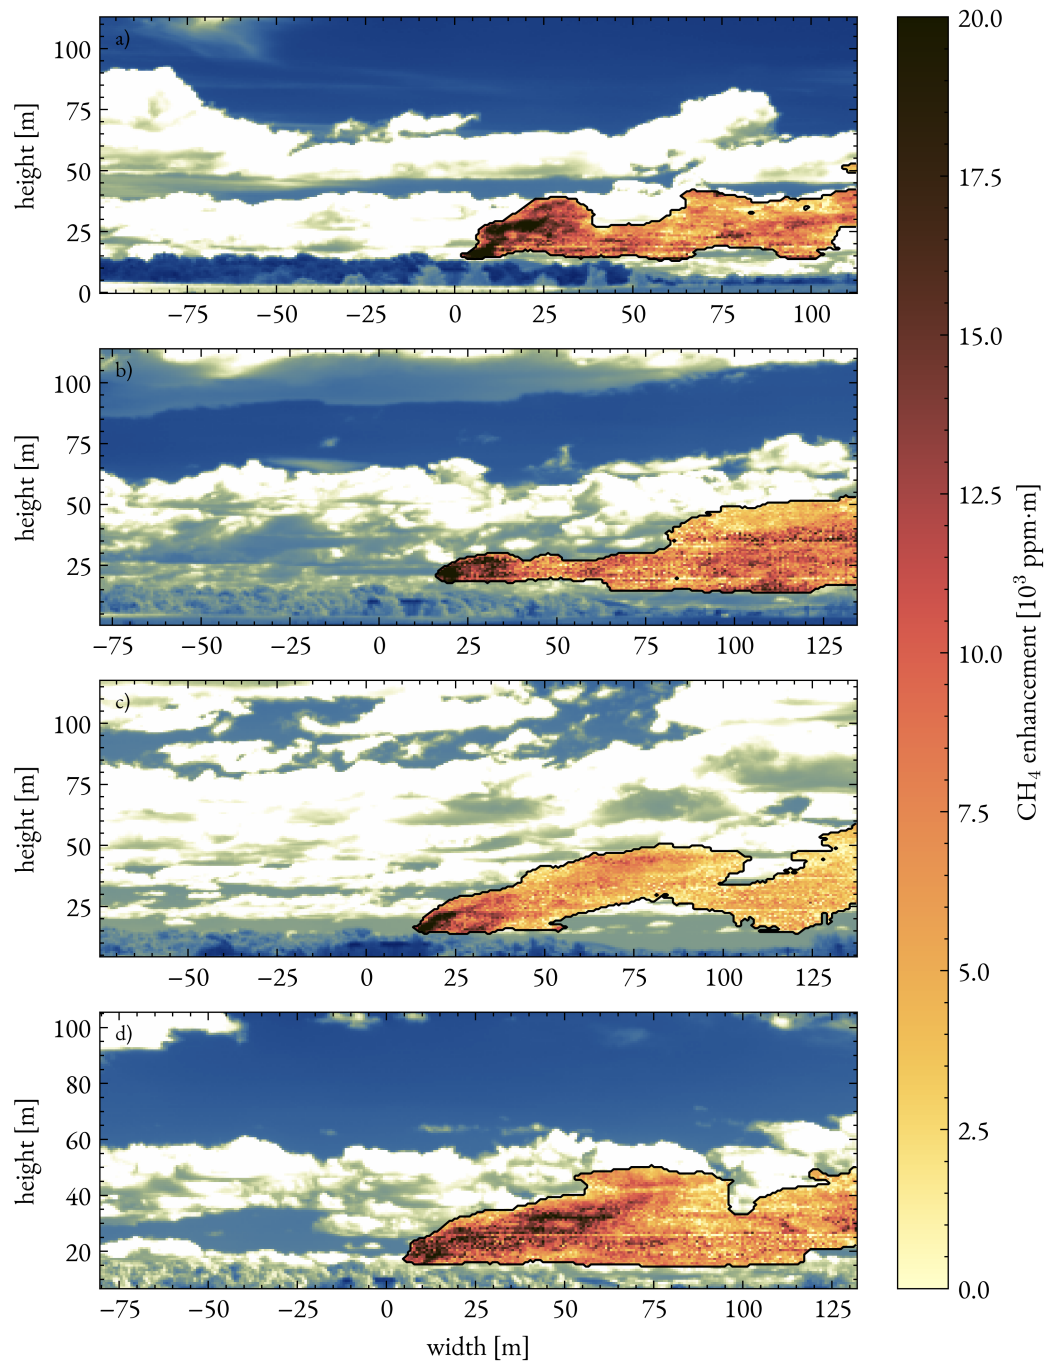 a)
100
75
50
25
0
height [m]
−75 −50 −25 0 25 50 75 100
b)
100
75
50
25
height [m]
−75 −50 −25 0 25 50 75 100 125
c)
100
75
50
25
height [m]
−50 −25 0 25 50 75 100 125
d)
100
80
60
40
20
height [m]
−75 −50 −25 0 25 50 75 100 125
width [m]
20.0
17.5
15.0
12.5
10.0
7.5
5.0
2.5
0.0
CH₄ enhancement [10³ ppm·m]